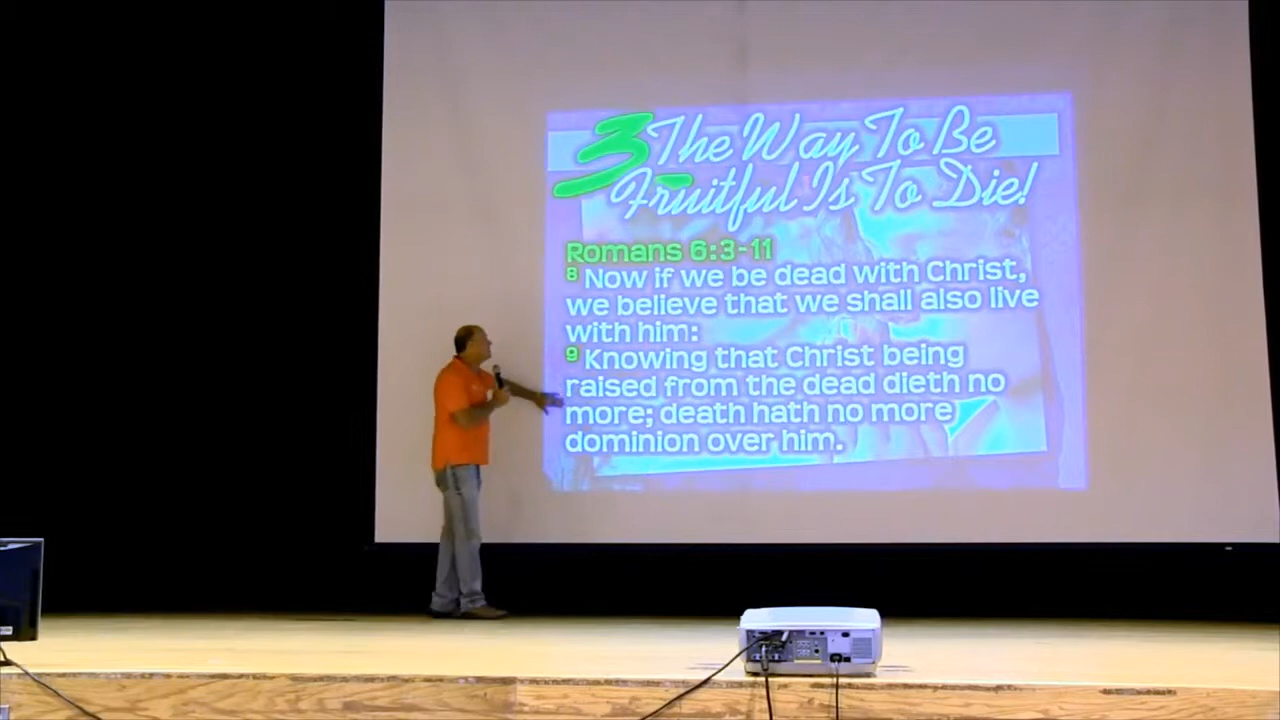 3 The Way To Be
Fruitful Is To Die!
Romans 6:3-11
8 Now if we be dead with Christ,
we believe that we shall also live
with him:
9 Knowing that Christ being
raised from the dead dieth no
more; death hath no more
dominion over him.